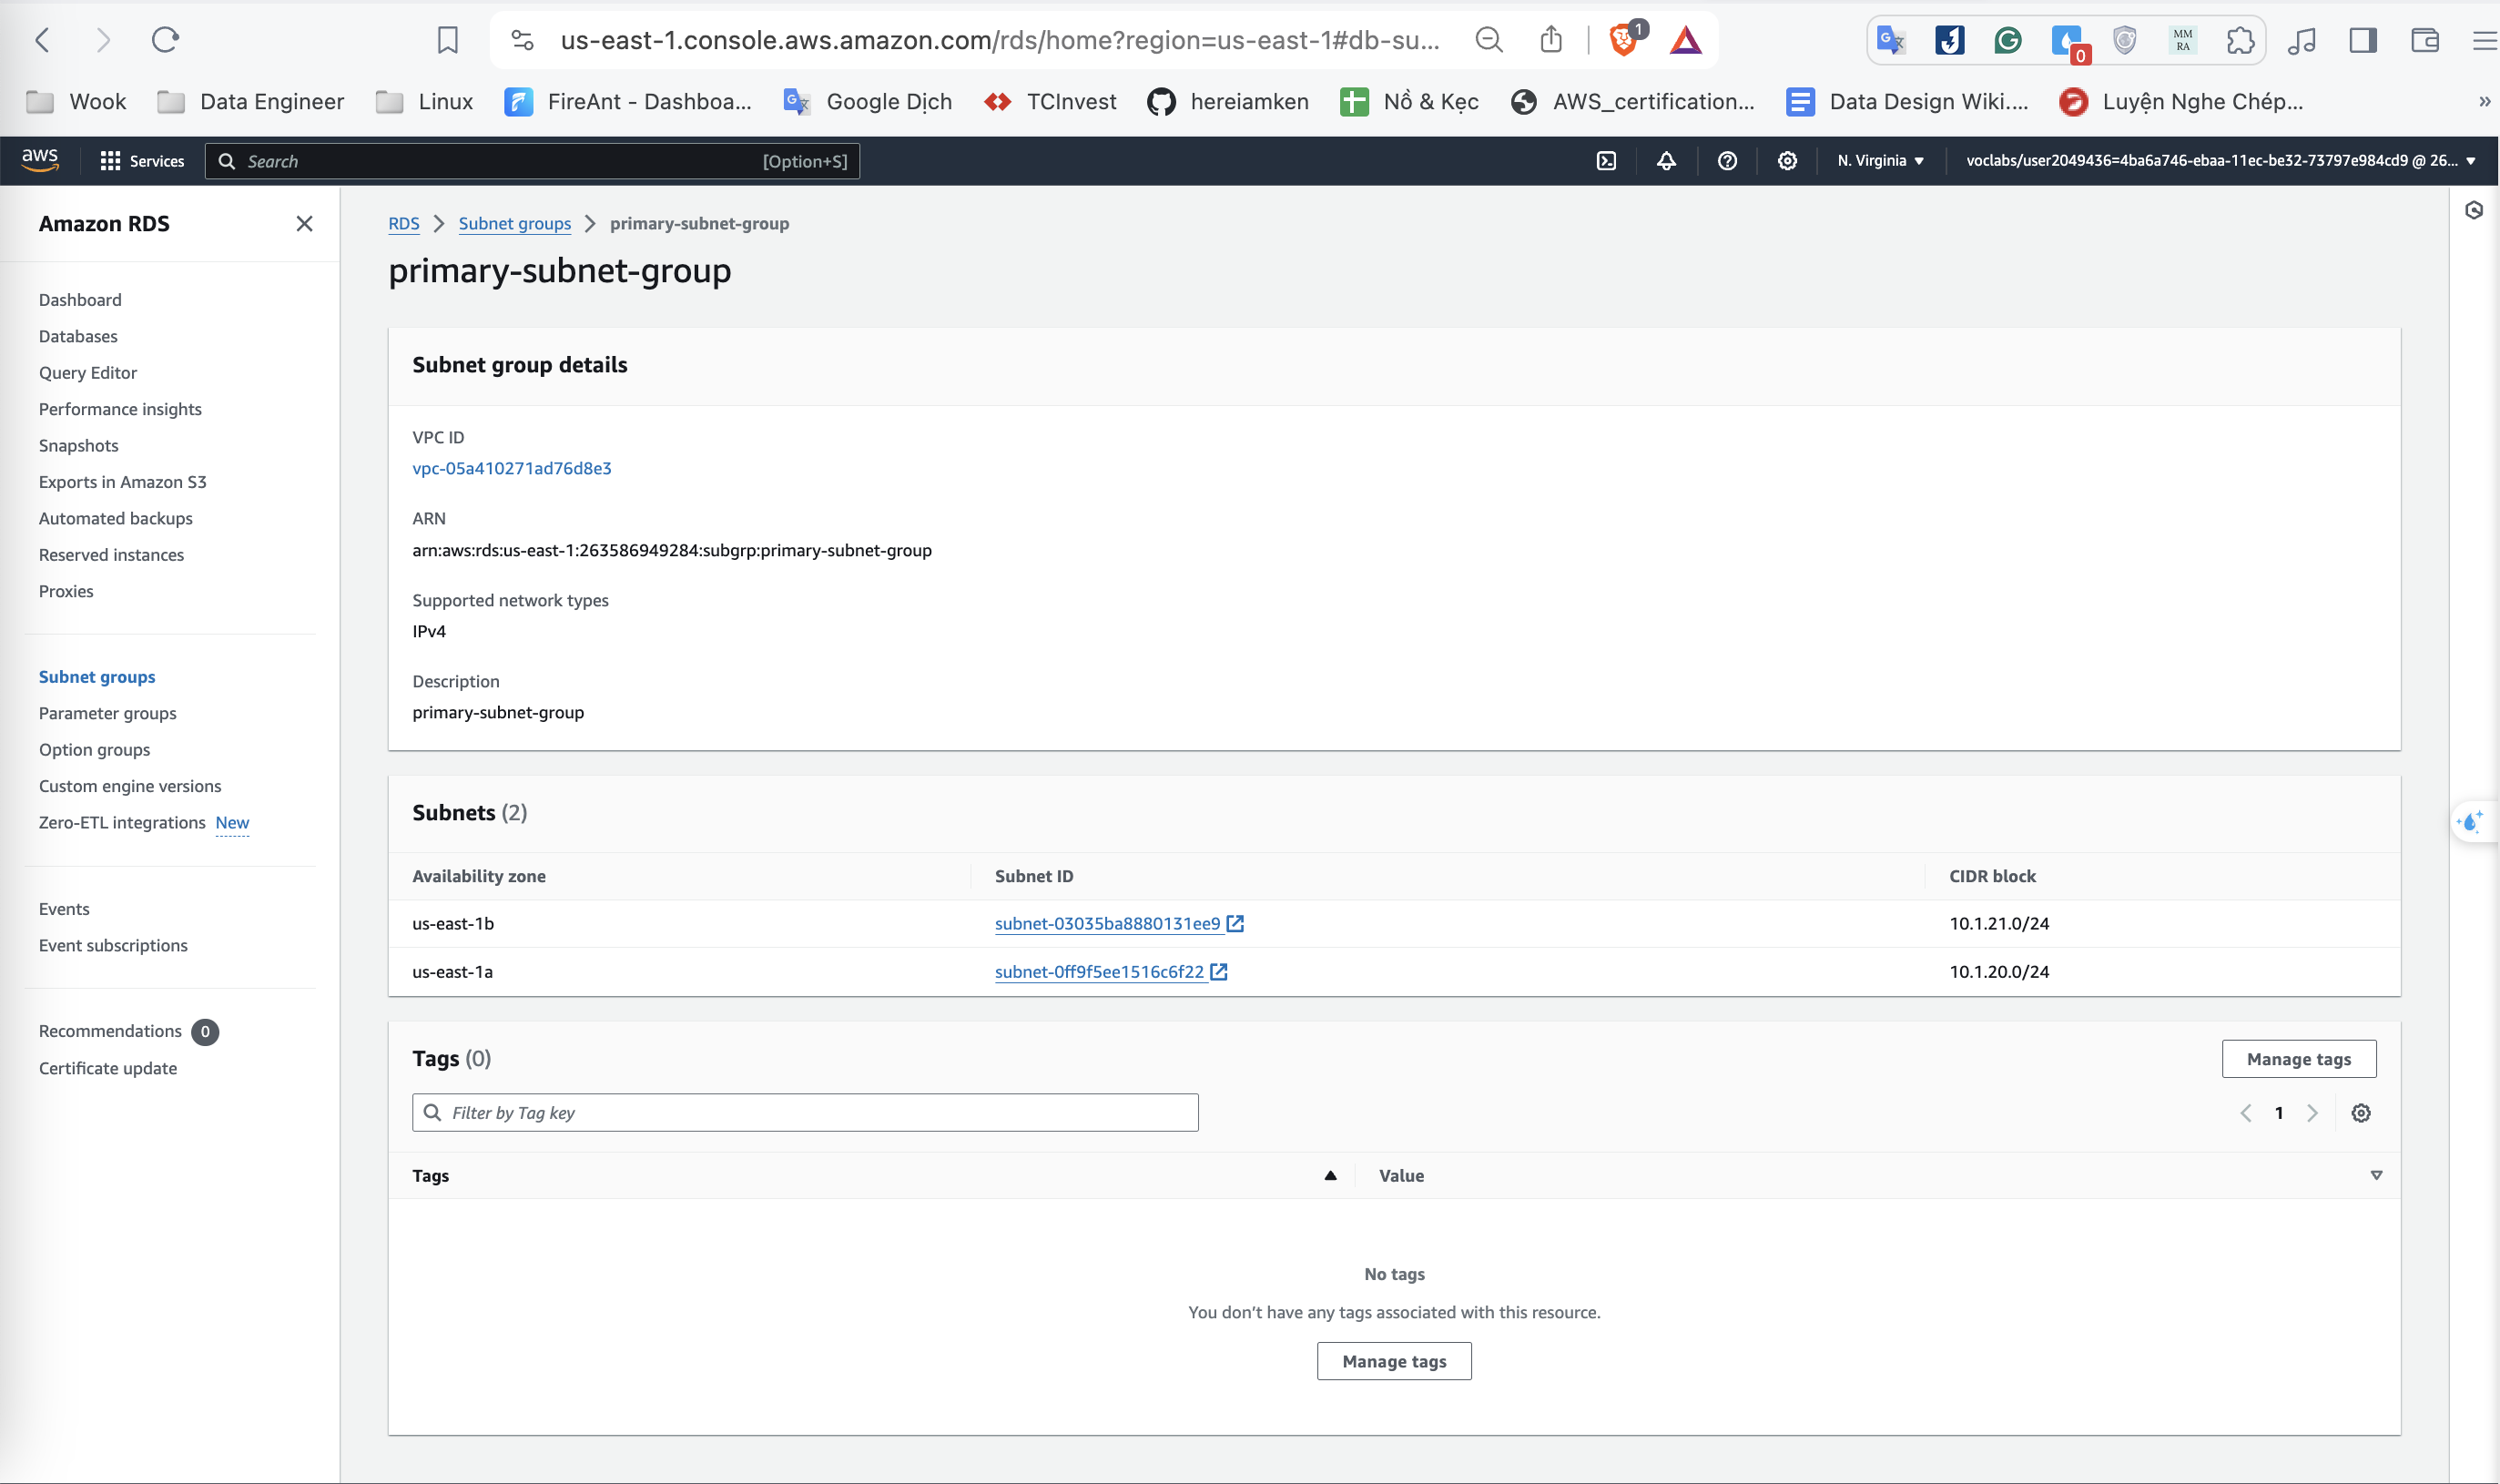 us-east-1.console.aws.amazon.com/rds/home?region=us-east-1#db-su...
1
0
MM
RA
Wook
Data Engineer
Linux
FireAnt - Dashboa...
Google Dịch
TCInvest
hereiamken
Nồ & Kẹc
AWS_certification...
Data Design Wiki....
Luyện Nghe Chép...
»
aws
Services
Search
[Option+S]
N. Virginia
voclabs/user2049436=4ba6a746-ebaa-11ec-be32-73797e984cd9 @ 26...
Amazon RDS
Dashboard
Databases
Query Editor
Performance insights
Snapshots
Exports in Amazon S3
Automated backups
Reserved instances
Proxies
Subnet groups
Parameter groups
Option groups
Custom engine versions
Zero-ETL integrations New
Events
Event subscriptions
Recommendations 0
Certificate update
RDS > Subnet groups > primary-subnet-group
primary-subnet-group
Subnet group details
VPC ID
vpc-05a410271ad76d8e3
ARN
arn:aws:rds:us-east-1:263586949284:subgrp:primary-subnet-group
Supported network types
IPv4
Description
primary-subnet-group
Subnets (2)
Availability zone Subnet ID CIDR block
us-east-1b subnet-03035ba8880131ee9 10.1.21.0/24
us-east-1a subnet-0ff9f5ee1516c6f22 10.1.20.0/24
Tags (0)
Manage tags
Filter by Tag key
1
Tags Value
No tags
You don't have any tags associated with this resource.
Manage tags